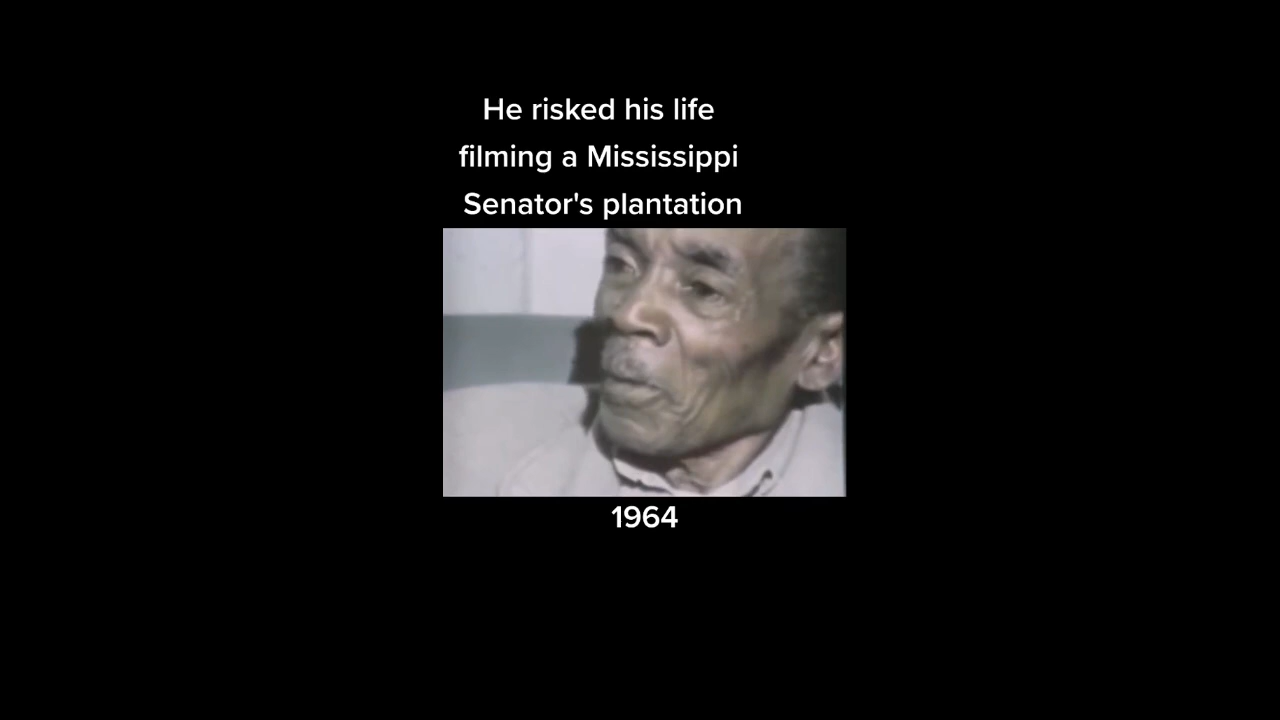 He risked his life
filming a Mississippi
Senator's plantation
1964